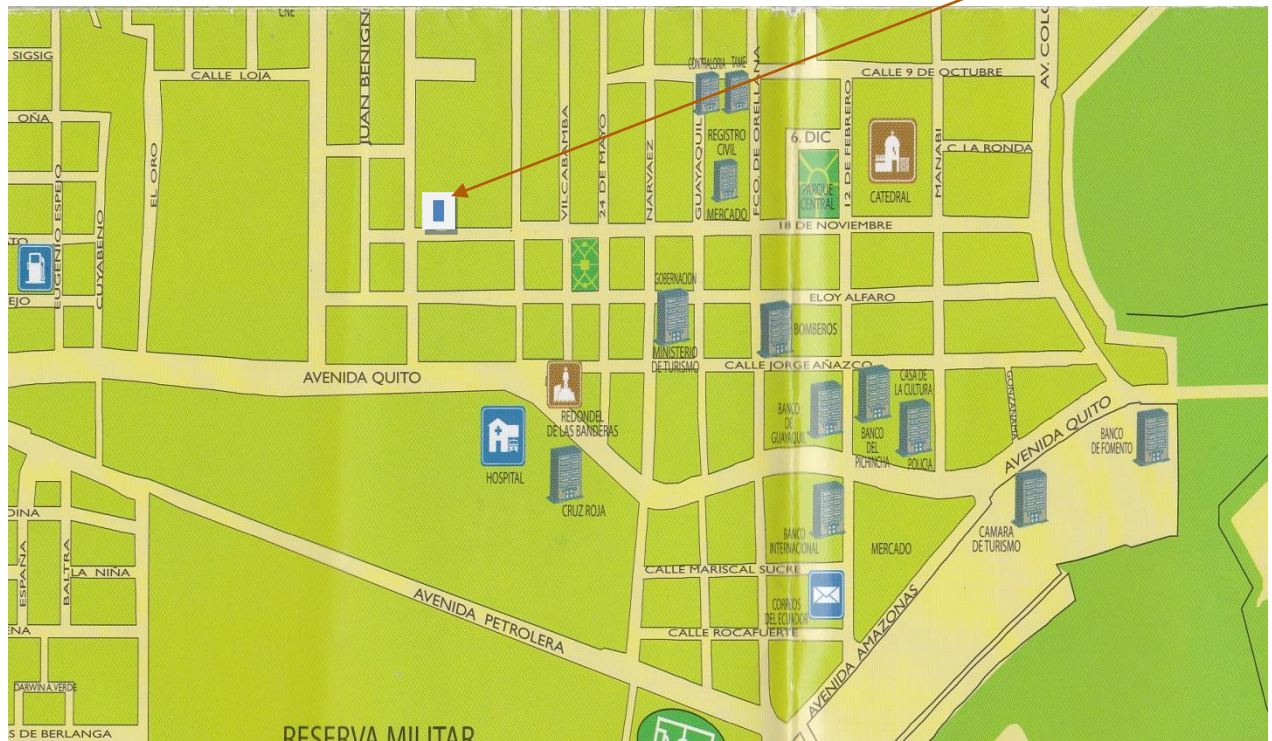 CNE
SIGSIG
CALLE LOJA
JUAN BENIGN
CONTRALORIA
TAME
CALLE 9 DE OCTUBRE
AV. COLO
OÑA
EL ORO
VILCABAMBA
24 DE MAYO
NARVAEZ
GUAYAQUIL
FCO. DE ORELLANA
REGISTRO
CIVIL
6. DIC
12 DE FEBRERO
MANABI
C. LA RONDA
EUGENIO ESPEJO
CUYABENO
MERCADO
PARQUE
CENTRAL
CATEDRAL
18 DE NOVIEMBRE
TO
EJO
GOBERNACION
ELOY ALFARO
BOMBEROS
MINISTERIO
DE TURISMO
CALLE JORGE AÑAZCO
AVENIDA QUITO
REDONDEL
DE LAS BANDERAS
CASA DE
LA CULTURA
GONZANAMA
BANCO
DE
GUAYAQUIL
BANCO
DEL
PICHINCHA
POLICIA
AVENIDA QUITO
BANCO
DE FOMENTO
HOSPITAL
CRUZ ROJA
BANCO
INTERNACIONAL
MERCADO
CAMARA
DE TURISMO
DINA
ESPAÑA
BALTRA
LA NIÑA
CALLE MARISCAL SUCRE
AVENIDA PETROLERA
CORREOS
DEL ECUADOR
CALLE ROCAFUERTE
AVENIDA AMAZONAS
ENA
DARWIN A. VERDE
S DE BERLANGA
RESERVA MILITAR